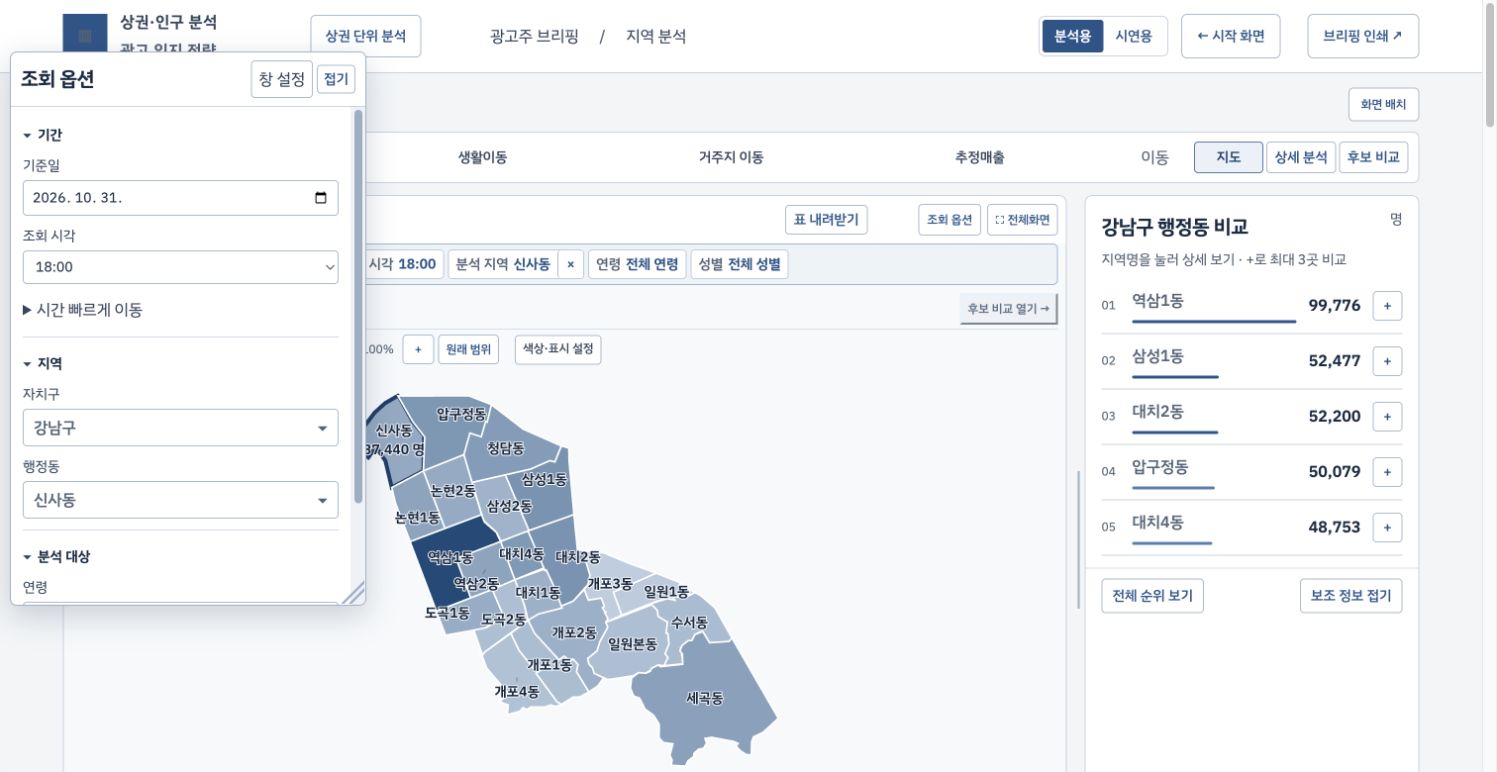 상권·인구 분석
광고 입지 전략
상권 단위 분석
광고주 브리핑 / 지역 분석
분석용
시연용
← 시작 화면
브리핑 인쇄 ↗
조회 옵션
창 설정
접기
화면 배치
▾ 기간
기준일
2026. 10. 31.
조회 시각
18:00
▶ 시간 빠르게 이동
▾ 지역
자치구
강남구
행정동
신사동
▾ 분석 대상
연령
생활이동
거주지 이동
추정매출
이동
지도
상세 분석
후보 비교
표 내려받기
조회 옵션
전체화면
시각 18:00
분석 지역 신사동 ×
연령 전체 연령
성별 전체 성별
후보 비교 열기 →
00%
+
원래 범위
색상·표시 설정
압구정동
신사동
37,440 명
청담동
삼성1동
논현2동
삼성2동
논현1동
역삼1동
대치4동
대치2동
역삼2동
대치1동
개포3동
일원1동
도곡1동
도곡2동
개포2동
수서동
일원본동
개포1동
개포4동
세곡동
강남구 행정동 비교
명
지역명을 눌러 상세 보기 · +로 최대 3곳 비교
01 역삼1동 99,776 +
02 삼성1동 52,477 +
03 대치2동 52,200 +
04 압구정동 50,079 +
05 대치4동 48,753 +
전체 순위 보기
보조 정보 접기